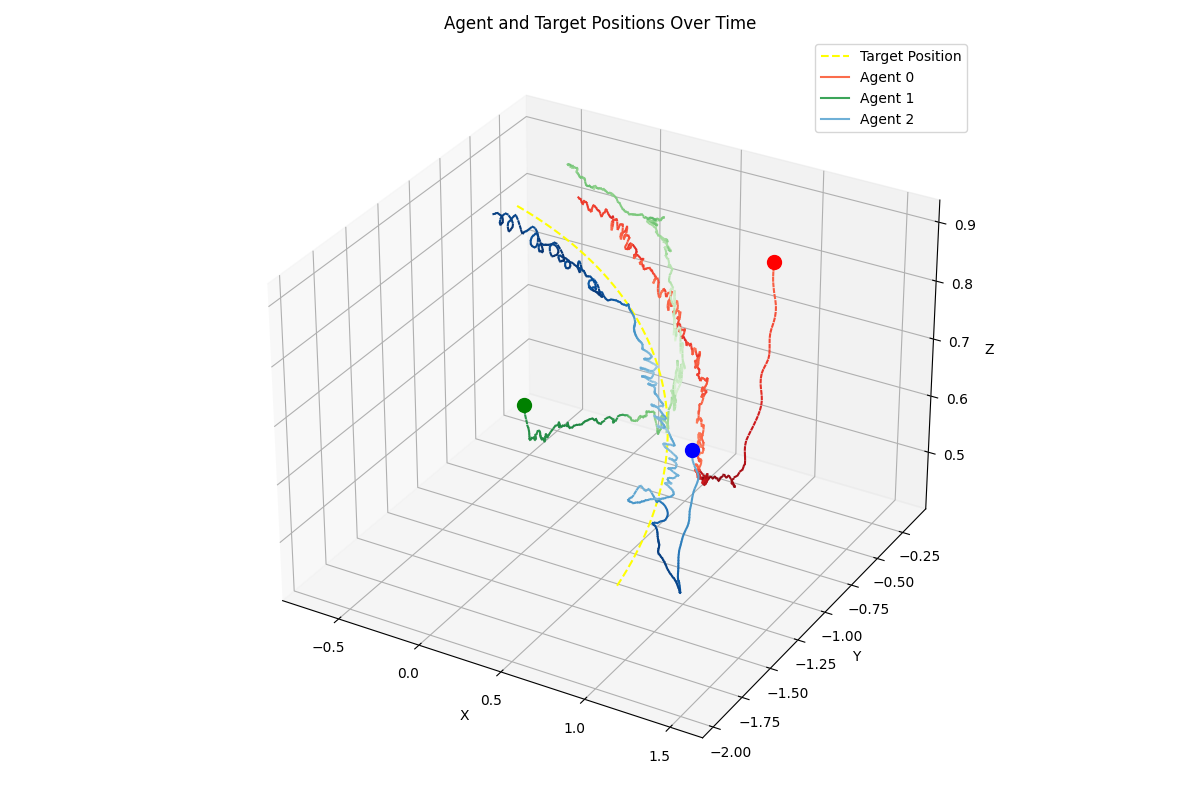 Agent and Target Positions Over Time
Target Position
Agent 0
Agent 1
Agent 2
0.9
0.8
0.7
0.6
0.5
Z
−0.25
−0.50
−0.75
−1.00
−1.25
−1.50
−1.75
−2.00
Y
−0.5
0.0
0.5
1.0
1.5
X